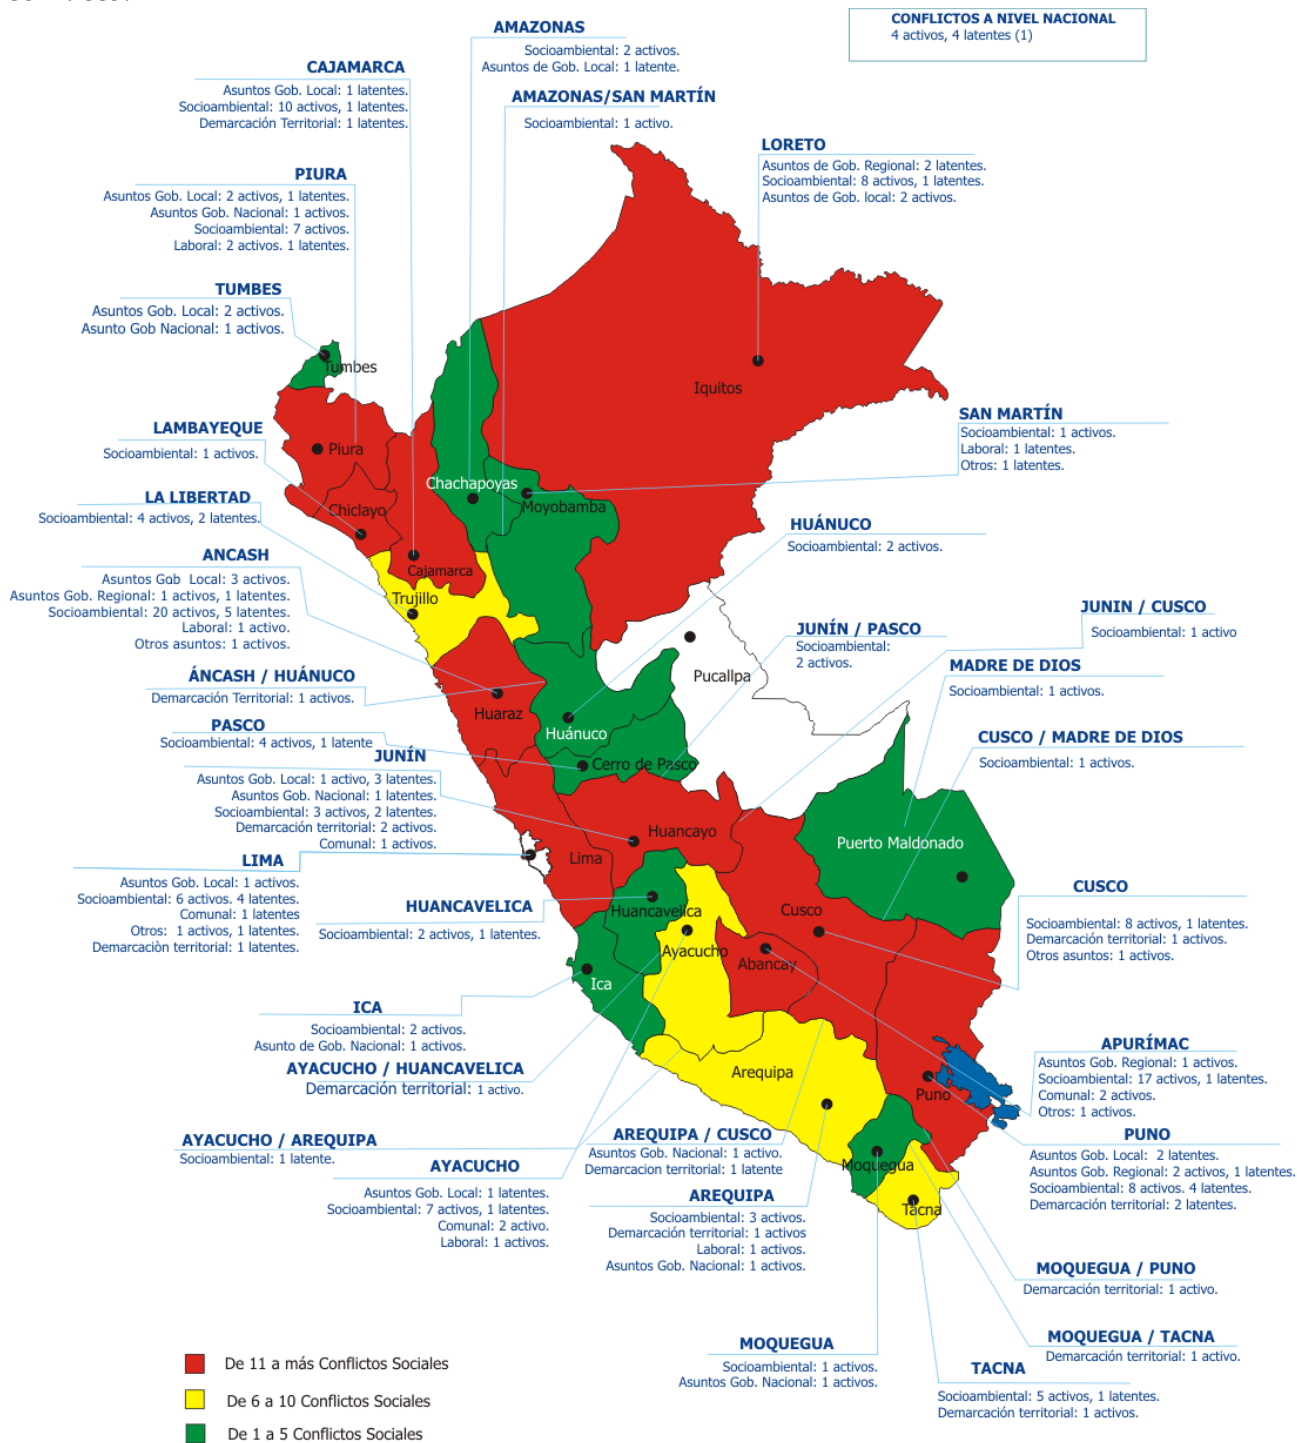 CONFLICTOS A NIVEL NACIONAL
4 activos, 4 latentes (1)
AMAZONAS
Socioambiental: 2 activos.
Asuntos de Gob. Local: 1 latente.
CAJAMARCA
Asuntos Gob. Local: 1 latentes.
Socioambiental: 10 activos, 1 latentes.
Demarcación Territorial: 1 latentes.
AMAZONAS/SAN MARTÍN
Socioambiental: 1 activo.
LORETO
Asuntos de Gob. Regional: 2 latentes.
Socioambiental: 8 activos, 1 latentes.
Asuntos de Gob. local: 2 activos.
PIURA
Asuntos Gob. Local: 2 activos, 1 latentes.
Asuntos Gob. Nacional: 1 activos.
Socioambiental: 7 activos.
Laboral: 2 activos. 1 latentes.
TUMBES
Asuntos Gob. Local: 2 activos.
Asunto Gob Nacional: 1 activos.
Tumbes
Iquitos
LAMBAYEQUE
Socioambiental: 1 activos.
Piura
SAN MARTÍN
Socioambiental: 1 activos.
Laboral: 1 latentes.
Otros: 1 latentes.
Chachapoyas
Moyobamba
Chiclayo
Cajamarca
LA LIBERTAD
Socioambiental: 4 activos, 2 latentes.
Trujillo
HUÁNUCO
Socioambiental: 2 activos.
ANCASH
Asuntos Gob Local: 3 activos.
Asuntos Gob. Regional: 1 activos, 1 latentes.
Socioambiental: 20 activos, 5 latentes.
Laboral: 1 activo.
Otros asuntos: 1 activos.
JUNIN / CUSCO
Socioambiental: 1 activo
JUNÍN / PASCO
Socioambiental:
2 activos.
MADRE DE DIOS
Socioambiental: 1 activos.
Pucallpa
ÁNCASH / HUÁNUCO
Demarcación Territorial: 1 activos.
Huaraz
Huánuco
PASCO
Socioambiental: 4 activos, 1 latente
CUSCO / MADRE DE DIOS
Socioambiental: 1 activos.
Cerro de Pasco
JUNÍN
Asuntos Gob. Local: 1 activo, 3 latentes.
Asuntos Gob. Nacional: 1 latentes.
Socioambiental: 3 activos, 2 latentes.
Demarcación territorial: 2 activos.
Comunal: 1 activos.
Huancayo
Puerto Maldonado
Lima
LIMA
Asuntos Gob. Local: 1 activos.
Socioambiental: 6 activos. 4 latentes.
Comunal: 1 latentes
Otros: 1 activos, 1 latentes.
Demarcaciòn territorial: 1 latentes.
HUANCAVELICA
Socioambiental: 2 activos, 1 latentes.
Huancavelica
Cusco
CUSCO
Socioambiental: 8 activos, 1 latentes.
Demarcación territorial: 1 activos.
Otros asuntos: 1 activos.
Ayacucho
Abancay
Ica
ICA
Socioambiental: 2 activos.
Asunto de Gob. Nacional: 1 activos.
AYACUCHO / HUANCAVELICA
Demarcación territorial: 1 activo.
Arequipa
Puno
APURÍMAC
Asuntos Gob. Regional: 1 activos.
Socioambiental: 17 activos, 1 latentes.
Comunal: 2 activos.
Otros: 1 activos.
AYACUCHO / AREQUIPA
Socioambiental: 1 latente.
AREQUIPA / CUSCO
Asuntos Gob. Nacional: 1 activo.
Demarcacion territorial: 1 latente
PUNO
Asuntos Gob. Local: 2 latentes.
Asuntos Gob. Regional: 2 activos, 1 latentes.
Socioambiental: 8 activos. 4 latentes.
Demarcación territorial: 2 latentes.
Moquegua
Tacna
AYACUCHO
Asuntos Gob. Local: 1 latentes.
Socioambiental: 7 activos, 1 latentes.
Comunal: 2 activo.
Laboral: 1 activos.
AREQUIPA
Socioambiental: 3 activos.
Demarcación territorial: 1 activos
Laboral: 1 activos.
Asuntos Gob. Nacional: 1 activos.
MOQUEGUA / PUNO
Demarcación territorial: 1 activo.
MOQUEGUA / TACNA
Demarcación territorial: 1 activo.
MOQUEGUA
Socioambiental: 1 activos.
Asuntos Gob. Nacional: 1 activos.
TACNA
Socioambiental: 5 activos, 1 latentes.
Demarcación territorial: 1 activos.
De 11 a más Conflictos Sociales
De 6 a 10 Conflictos Sociales
De 1 a 5 Conflictos Sociales